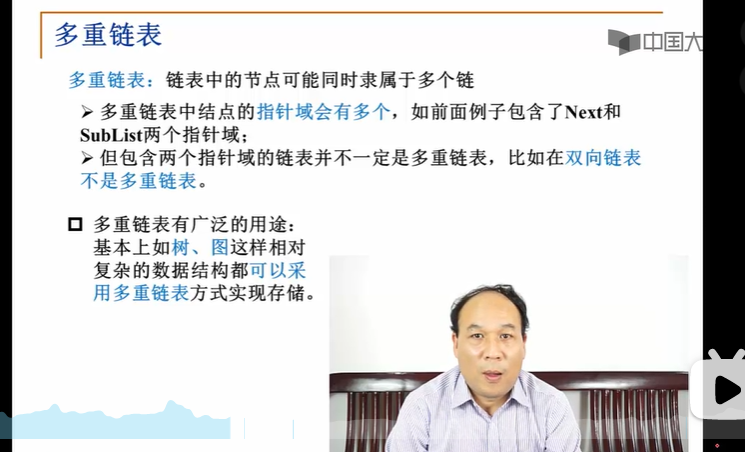 多重链表
中国大
多重链表：链表中的节点可能同时隶属于多个链
➢ 多重链表中结点的指针域会有多个，如前面例子包含了Next和
SubList两个指针域；
➢ 但包含两个指针域的链表并不一定是多重链表，比如在双向链表
不是多重链表。
多重链表有广泛的用途：
基本上如树、图这样相对
复杂的数据结构都可以采
用多重链表方式实现存储。